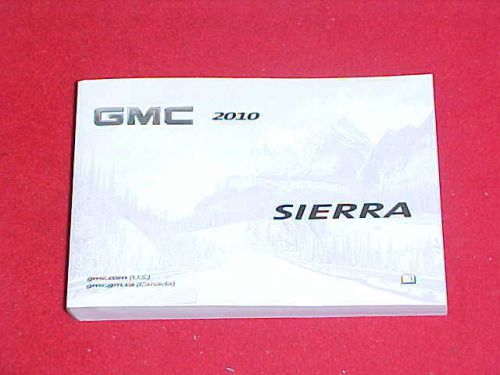 GMC 2010
SIERRA
gmc.com (U.S.)
gmc.gm.ca (Canada)